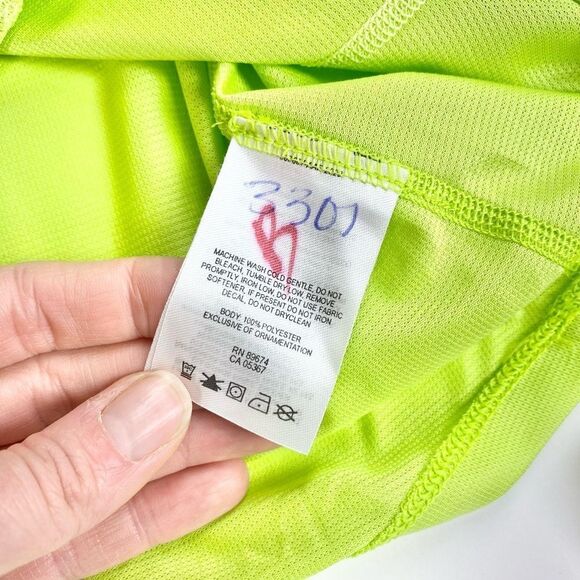 3301
R
MACHINE WASH COLD GENTLE, DO NOT
BLEACH, TUMBLE DRY LOW, REMOVE
PROMPTLY, IRON LOW. DO NOT USE FABRIC
SOFTENER, IF PRESENT DO NOT IRON
DECAL, DO NOT DRYCLEAN
BODY: 100% POLYESTER
EXCLUSIVE OF ORNAMENTATION
RN 89674
CA 05367